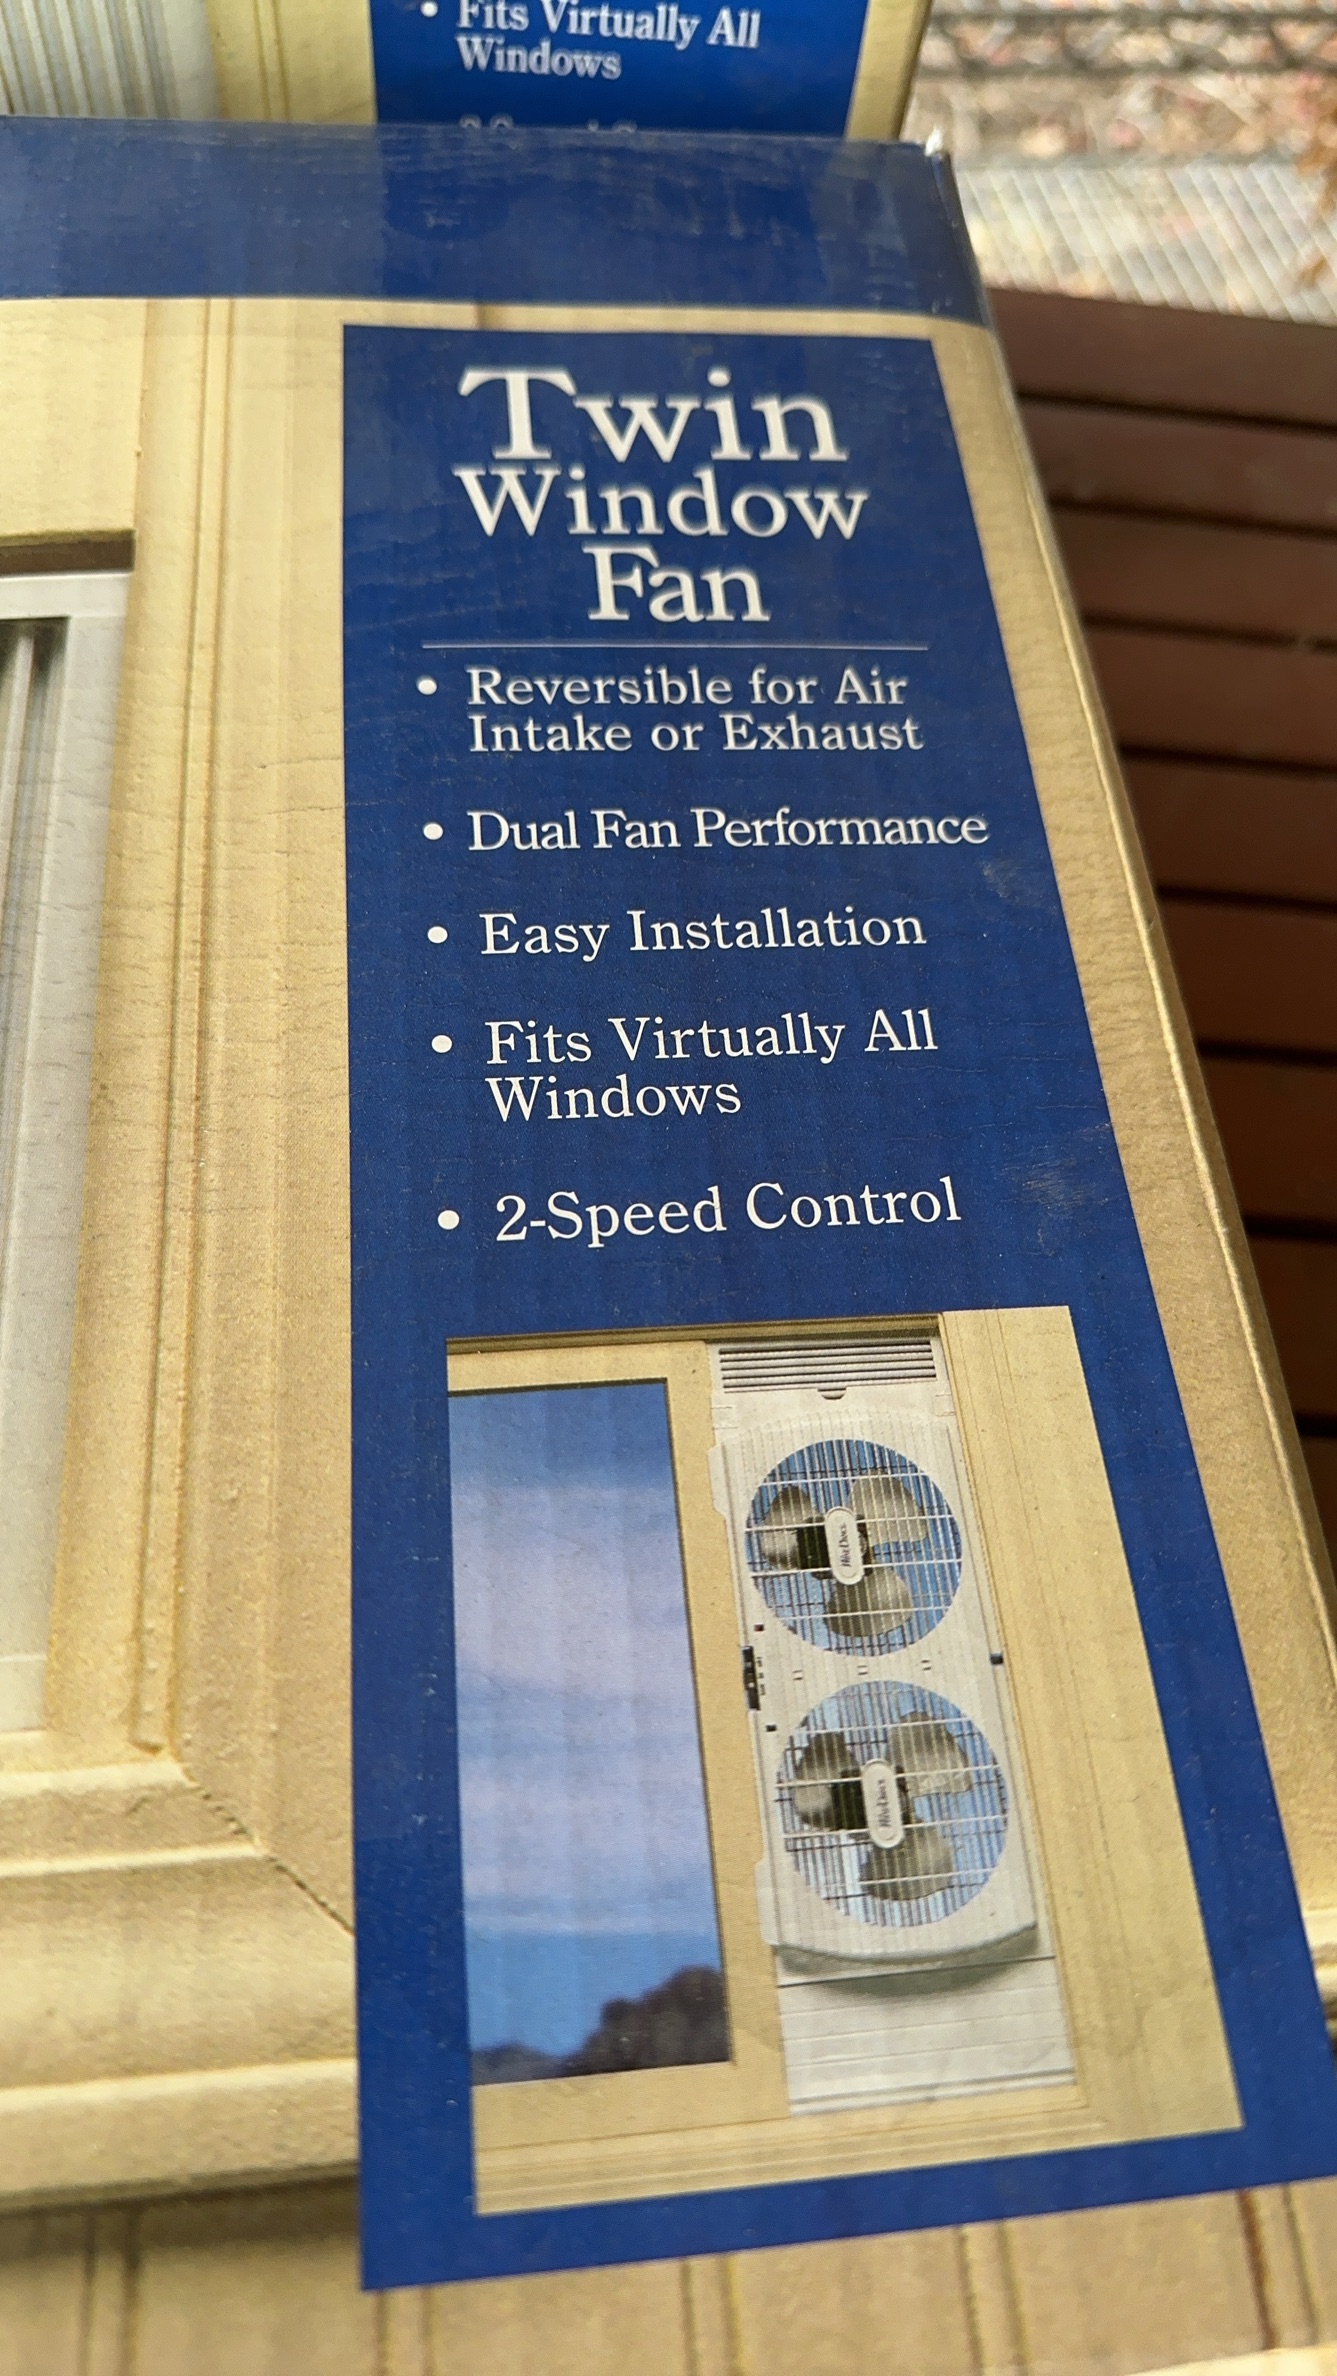 • Fits Virtually All
Windows
Twin
Window
Fan
• Reversible for Air
Intake or Exhaust
• Dual Fan Performance
• Easy Installation
• Fits Virtually All
Windows
• 2-Speed Control